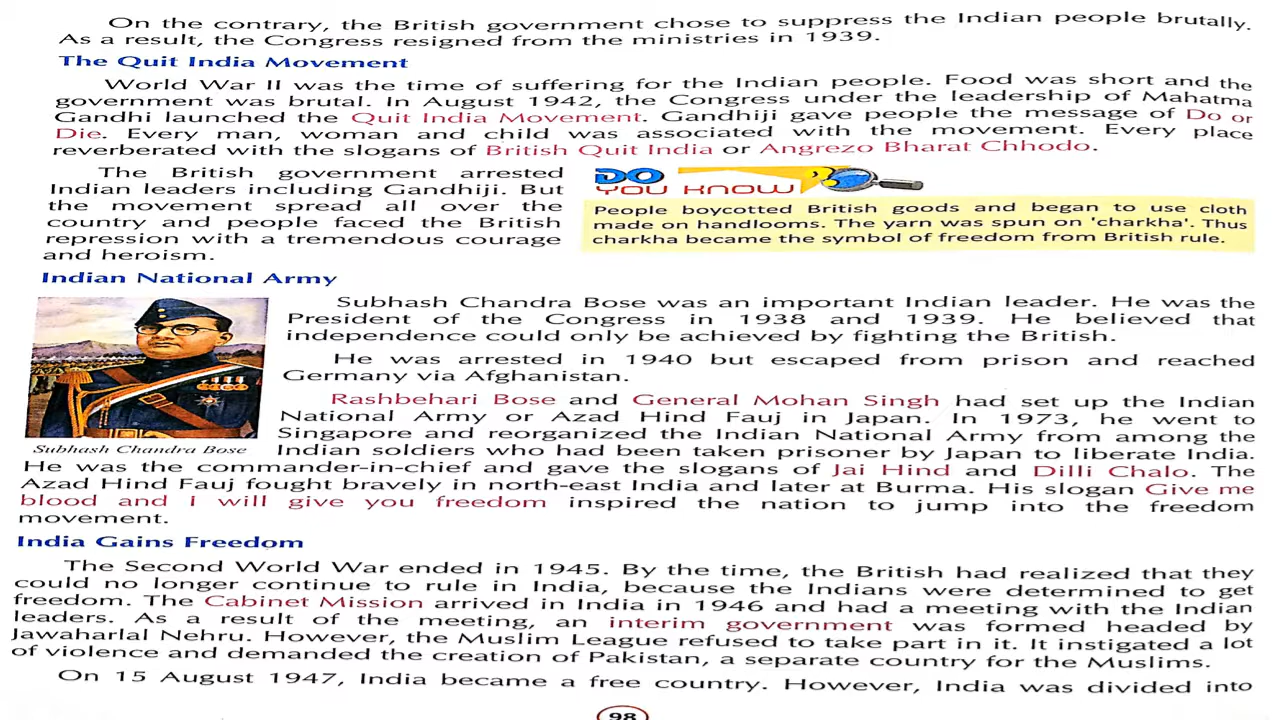 On the contrary, the British government chose to suppress the Indian people brutally.
As a result, the Congress resigned from the ministries in 1939.
The Quit India Movement
World War II was the time of suffering for the Indian people. Food was short and the
government was brutal. In August 1942, the Congress under the leadership of Mahatma
Gandhi launched the Quit India Movement. Gandhiji gave people the message of Do or
Die. Every man, woman and child was associated with the movement. Every place
reverberated with the slogans of British Quit India or Angrezo Bharat Chhodo.
The British government arrested
Indian leaders including Gandhiji. But
the movement spread all over the
country and people faced the British
repression with a tremendous courage
and heroism.
DO
YOU KNOW
People boycotted British goods and began to use cloth
made on handlooms. The yarn was spun on 'charkha'. Thus
charkha became the symbol of freedom from British rule.
Indian National Army
Subhash Chandra Bose was an important Indian leader. He was the
President of the Congress in 1938 and 1939. He believed that
independence could only be achieved by fighting the British.
He was arrested in 1940 but escaped from prison and reached
Germany via Afghanistan.
Rashbehari Bose and General Mohan Singh had set up the Indian
National Army or Azad Hind Fauj in Japan. In 1973, he went to
Singapore and reorganized the Indian National Army from among the
Indian soldiers who had been taken prisoner by Japan to liberate India.
Subhash Chandra Bose
He was the commander-in-chief and gave the slogans of Jai Hind and Dilli Chalo. The
Azad Hind Fauj fought bravely in north-east India and later at Burma. His slogan Give me
blood and i will give you freedom inspired the nation to jump into the freedom
movement.
India Gains Freedom
The Second World War ended in 1945. By the time, the British had realized that they
could no longer continue to rule in India, because the Indians were determined to get
freedom. The Cabinet Mission arrived in India in 1946 and had a meeting with the Indian
leaders. As a result of the meeting, an interim government was formed headed by
Jawaharlal Nehru. However, the Muslim League refused to take part in it. It instigated a lot
of violence and demanded the creation of Pakistan, a separate country for the Muslims.
On 15 August 1947, India became a free country. However, India was divided into
98